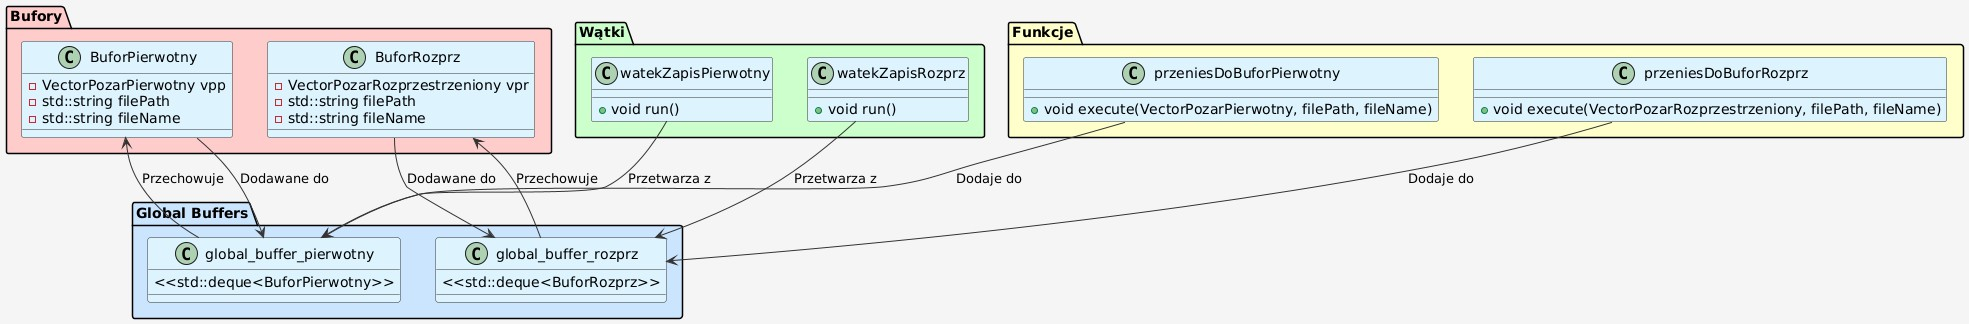 Bufory
C BuforPierwotny
VectorPozarPierwotny vpp
std::string filePath
std::string fileName
C BuforRozprz
VectorPozarRozprzestrzeniony vpr
std::string filePath
std::string fileName
Wątki
C watekZapisPierwotny
void run()
C watekZapisRozprz
void run()
Funkcje
C przeniesDoBuforPierwotny
void execute(VectorPozarPierwotny, filePath, fileName)
C przeniesDoBuforRozprz
void execute(VectorPozarRozprzestrzeniony, filePath, fileName)
Przechowuje
Dodawane do
Dodawane do
Przechowuje
Przetwarza z
Przetwarza z
Dodaje do
Dodaje do
Global Buffers
C global_buffer_pierwotny
<<std::deque<BuforPierwotny>>
C global_buffer_rozprz
<<std::deque<BuforRozprz>>